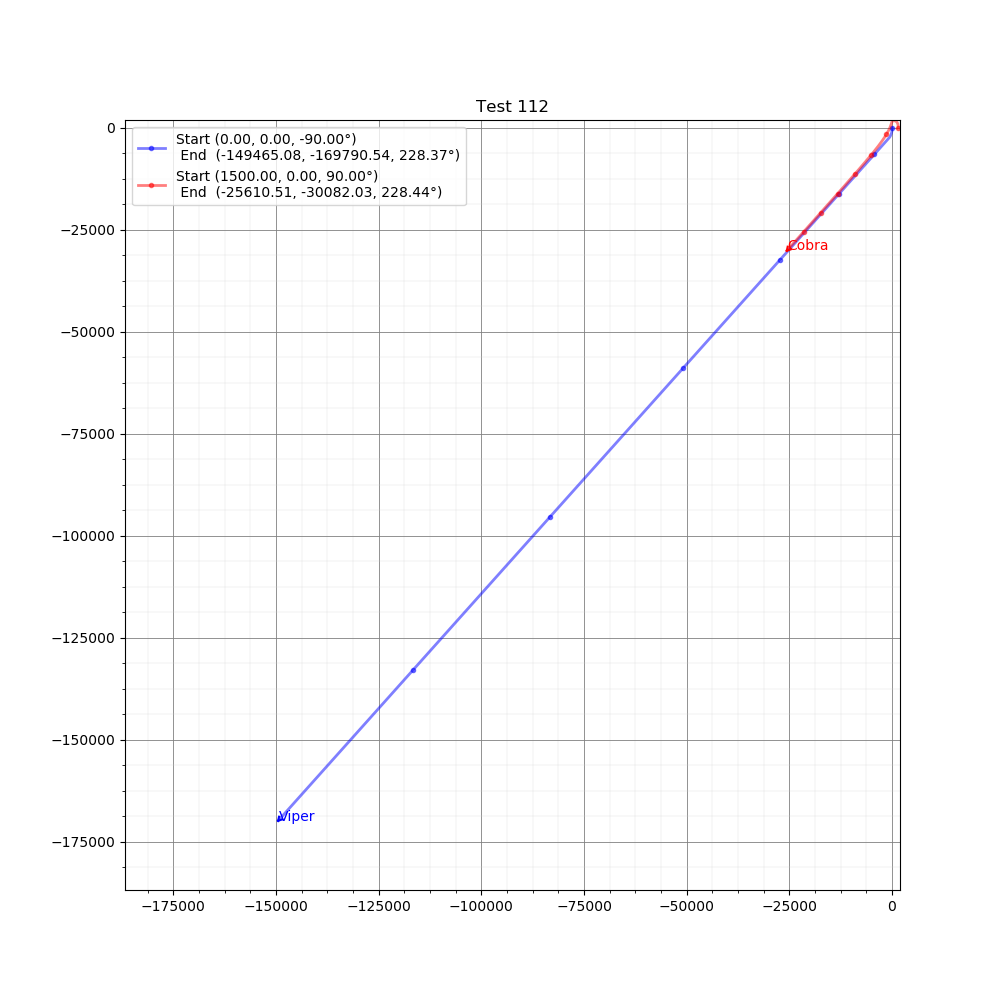 Test 112
Start (0.00, 0.00, -90.00°)
End  (-149465.08, -169790.54, 228.37°)
Start (1500.00, 0.00, 90.00°)
End  (-25610.51, -30082.03, 228.44°)
0
−25000
−50000
−75000
−100000
−125000
−150000
−175000
Cobra
Viper
−175000
−150000
−125000
−100000
−75000
−50000
−25000
0